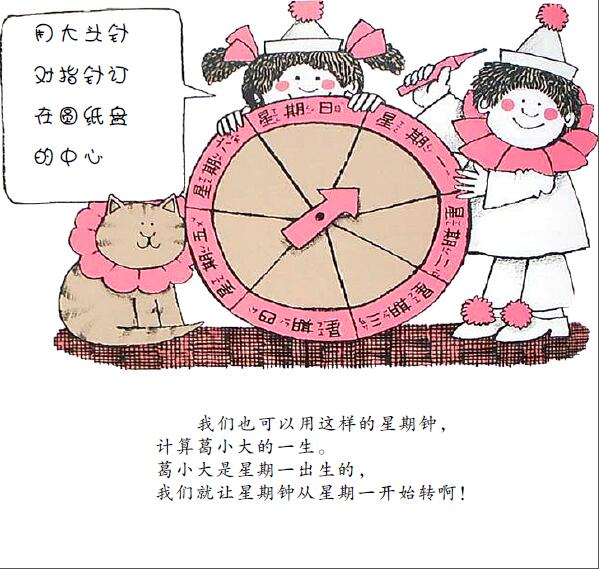 用大头针
对指针订
在圆纸盘
的中心
星期日
星期一
星期二
星期三
星期四
星期五
星期六
我们也可以用这样的星期钟,
计算葛小大的一生。
葛小大是星期一出生的,
我们就让星期钟从星期一开始转啊!